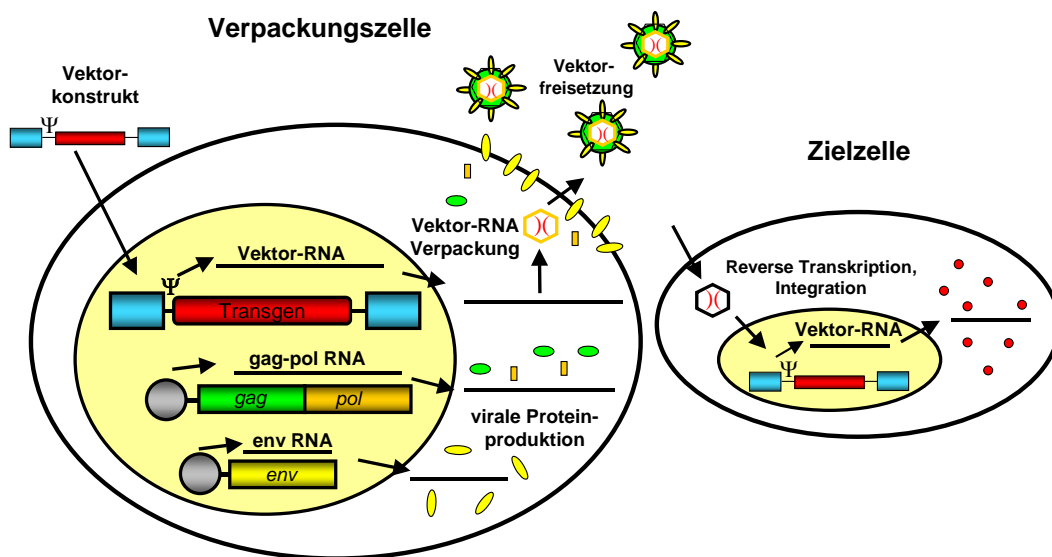 Verpackungszelle
Vektor-
konstrukt
Ψ
Vektor-
freisetzung
Zielzelle
Vektor-RNA
Verpackung
Vektor-RNA
Ψ
Transgen
gag-pol RNA
gag
pol
virale Protein-
produktion
env RNA
env
Reverse Transkription,
Integration
Vektor-RNA
Ψ